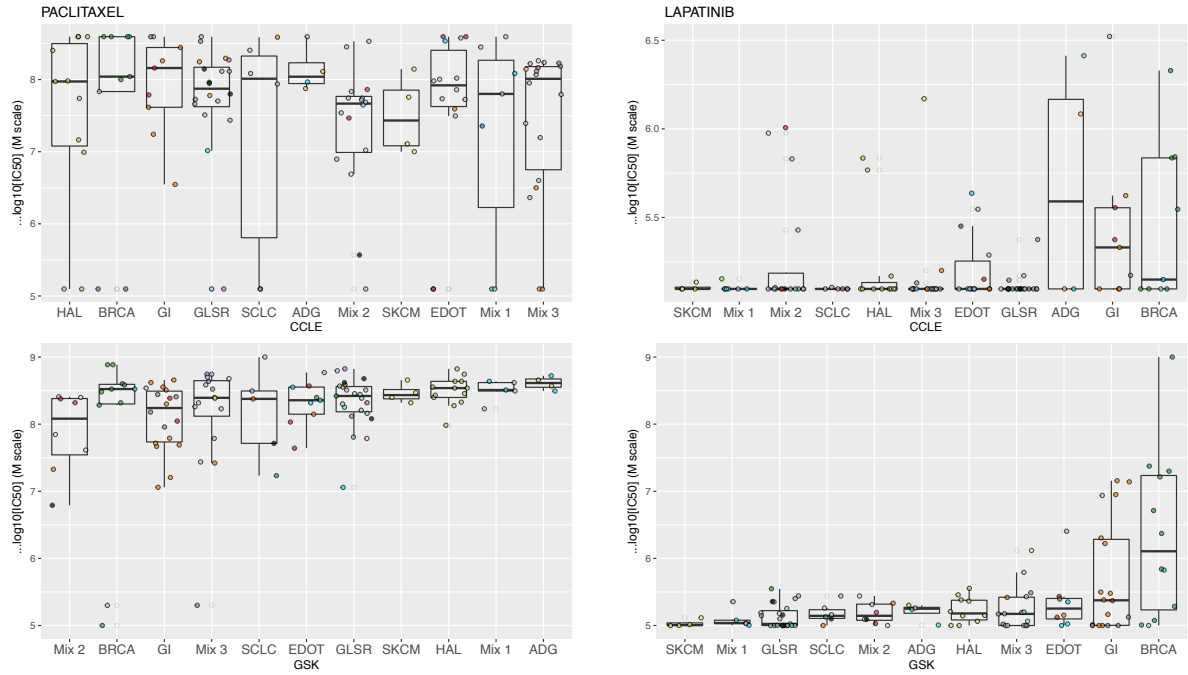 PACLITAXEL
...log10[IC50] (M scale)
8
7
6
5
HAL BRCA GI GLSR SCLC ADG Mix 2 SKCM EDOT Mix 1 Mix 3
CCLE
LAPATINIB
...log10[IC50] (M scale)
6.5
6.0
5.5
SKCM Mix 1 Mix 2 SCLC HAL Mix 3 EDOT GLSR ADG GI BRCA
CCLE
...log10[IC50] (M scale)
9
8
7
6
5
Mix 2 BRCA GI Mix 3 SCLC EDOT GLSR SKCM HAL Mix 1 ADG
GSK
...log10[IC50] (M scale)
9
8
7
6
5
SKCM Mix 1 GLSR SCLC Mix 2 ADG HAL Mix 3 EDOT GI BRCA
GSK